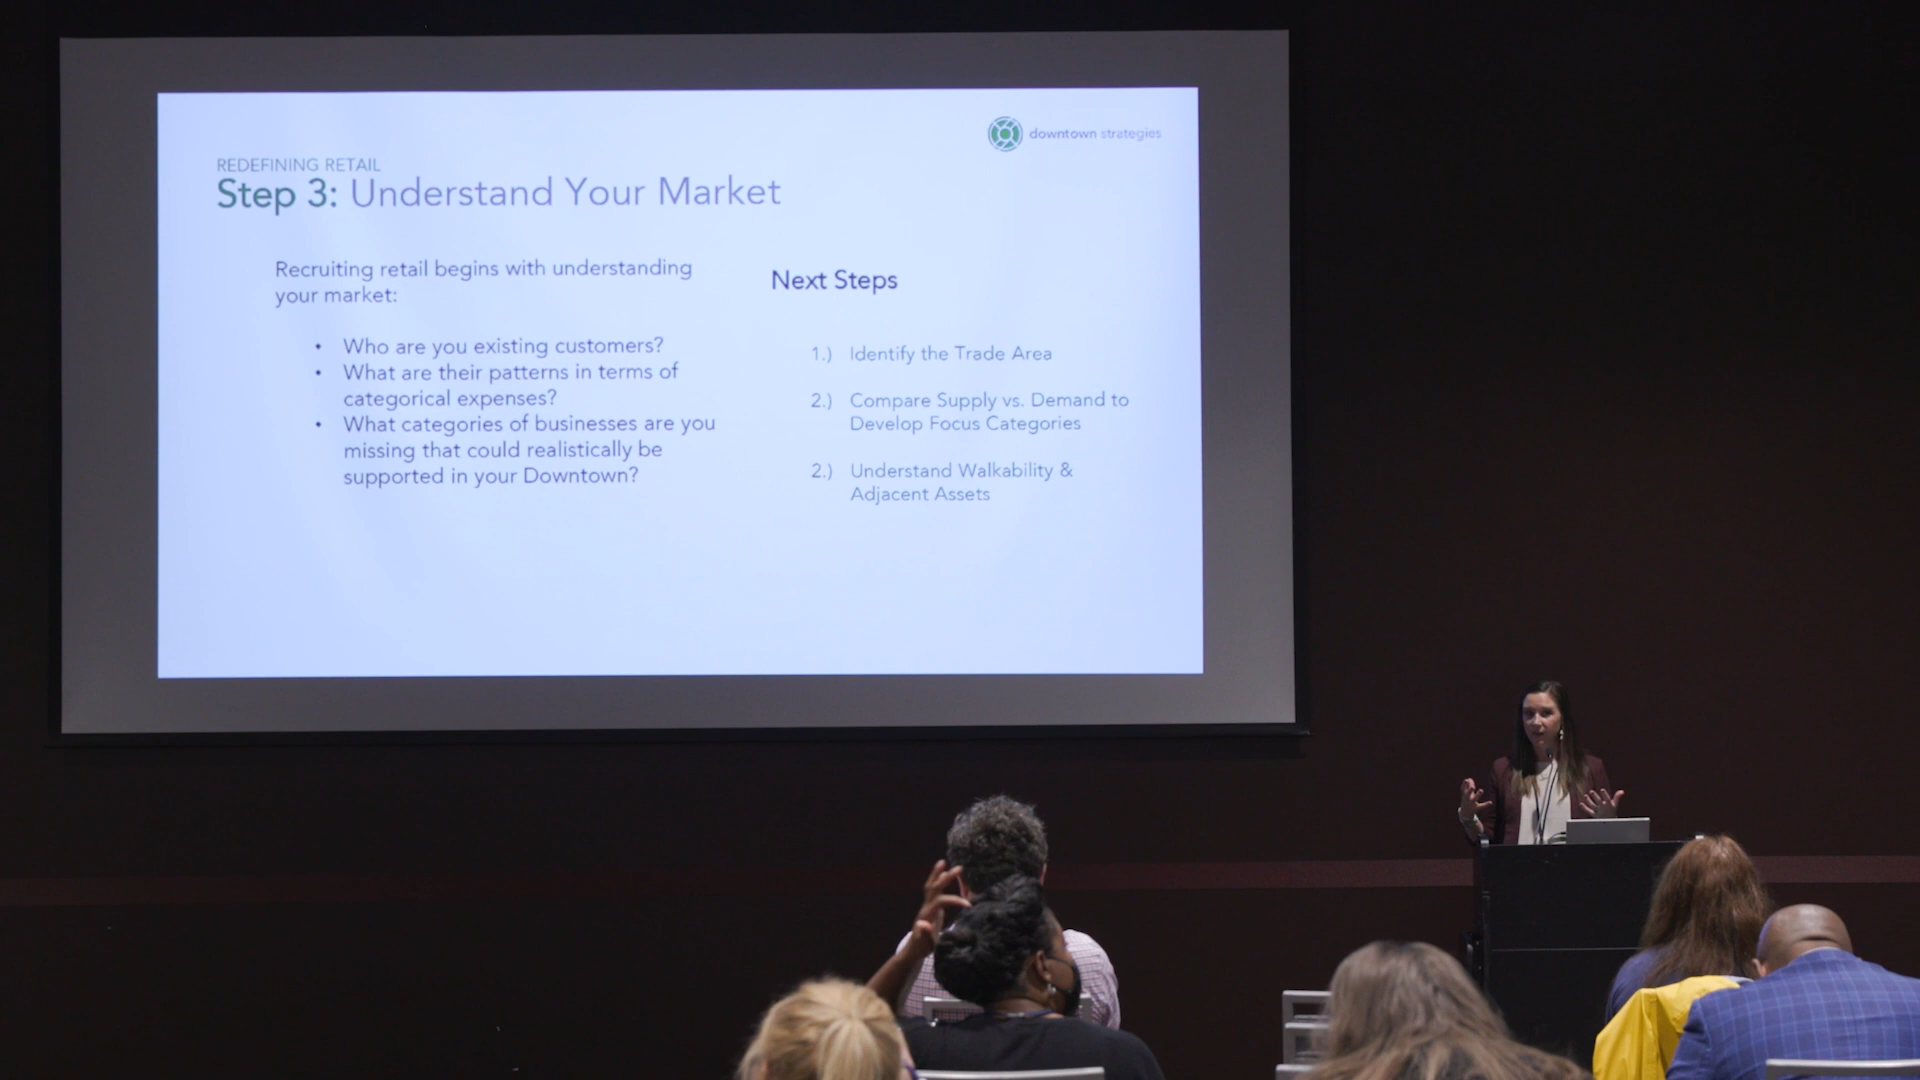 downtown strategies
REDEFINING RETAIL
Step 3: Understand Your Market
Recruiting retail begins with understanding
your market:
• Who are you existing customers?
• What are their patterns in terms of
categorical expenses?
• What categories of businesses are you
missing that could realistically be
supported in your Downtown?
Next Steps
1.) Identify the Trade Area
2.) Compare Supply vs. Demand to
Develop Focus Categories
2.) Understand Walkability &
Adjacent Assets